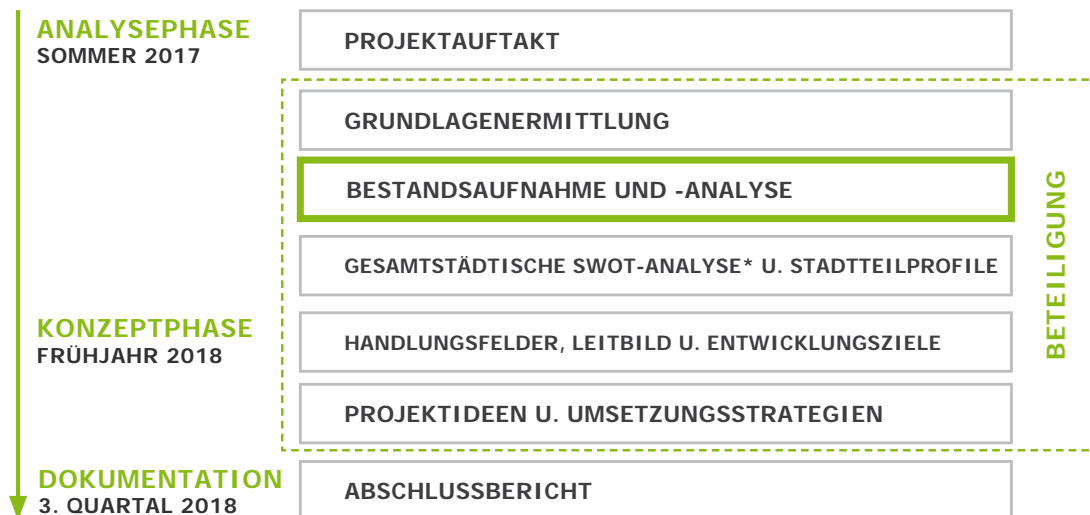 ANALYSEPHASE
SOMMER 2017
PROJEKTAUFTAKT
GRUNDLAGENERMITTLUNG
BESTANDSAUFNAHME UND -ANALYSE
GESAMTSTÄDTISCHE SWOT-ANALYSE* U. STADTTEILPROFILE
KONZEPTPHASE
FRÜHJAHR 2018
HANDLUNGSFELDER, LEITBILD U. ENTWICKLUNGSZIELE
PROJEKTIDEEN U. UMSETZUNGSSTRATEGIEN
BETEILIGUNG
DOKUMENTATION
3. QUARTAL 2018
ABSCHLUSSBERICHT